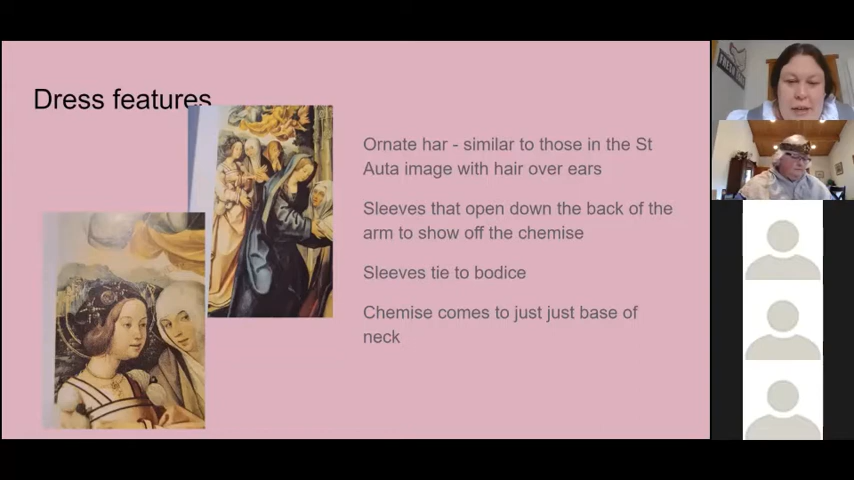 Dress features
Ornate har - similar to those in the St
Auta image with hair over ears
Sleeves that open down the back of the
arm to show off the chemise
Sleeves tie to bodice
Chemise comes to just just base of
neck